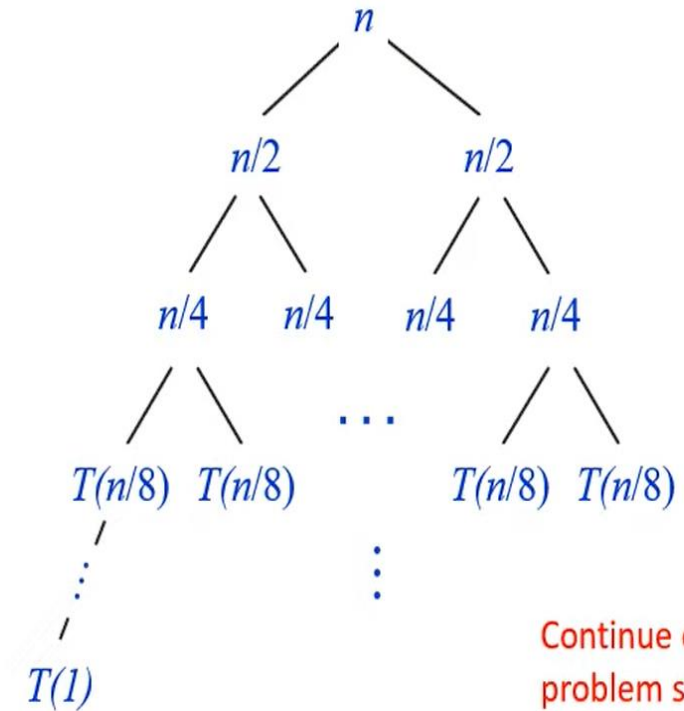 n
n/2 n/2
n/4 n/4 n/4 n/4
...
T(n/8) T(n/8) T(n/8) T(n/8)
T(1)
Continue
problem